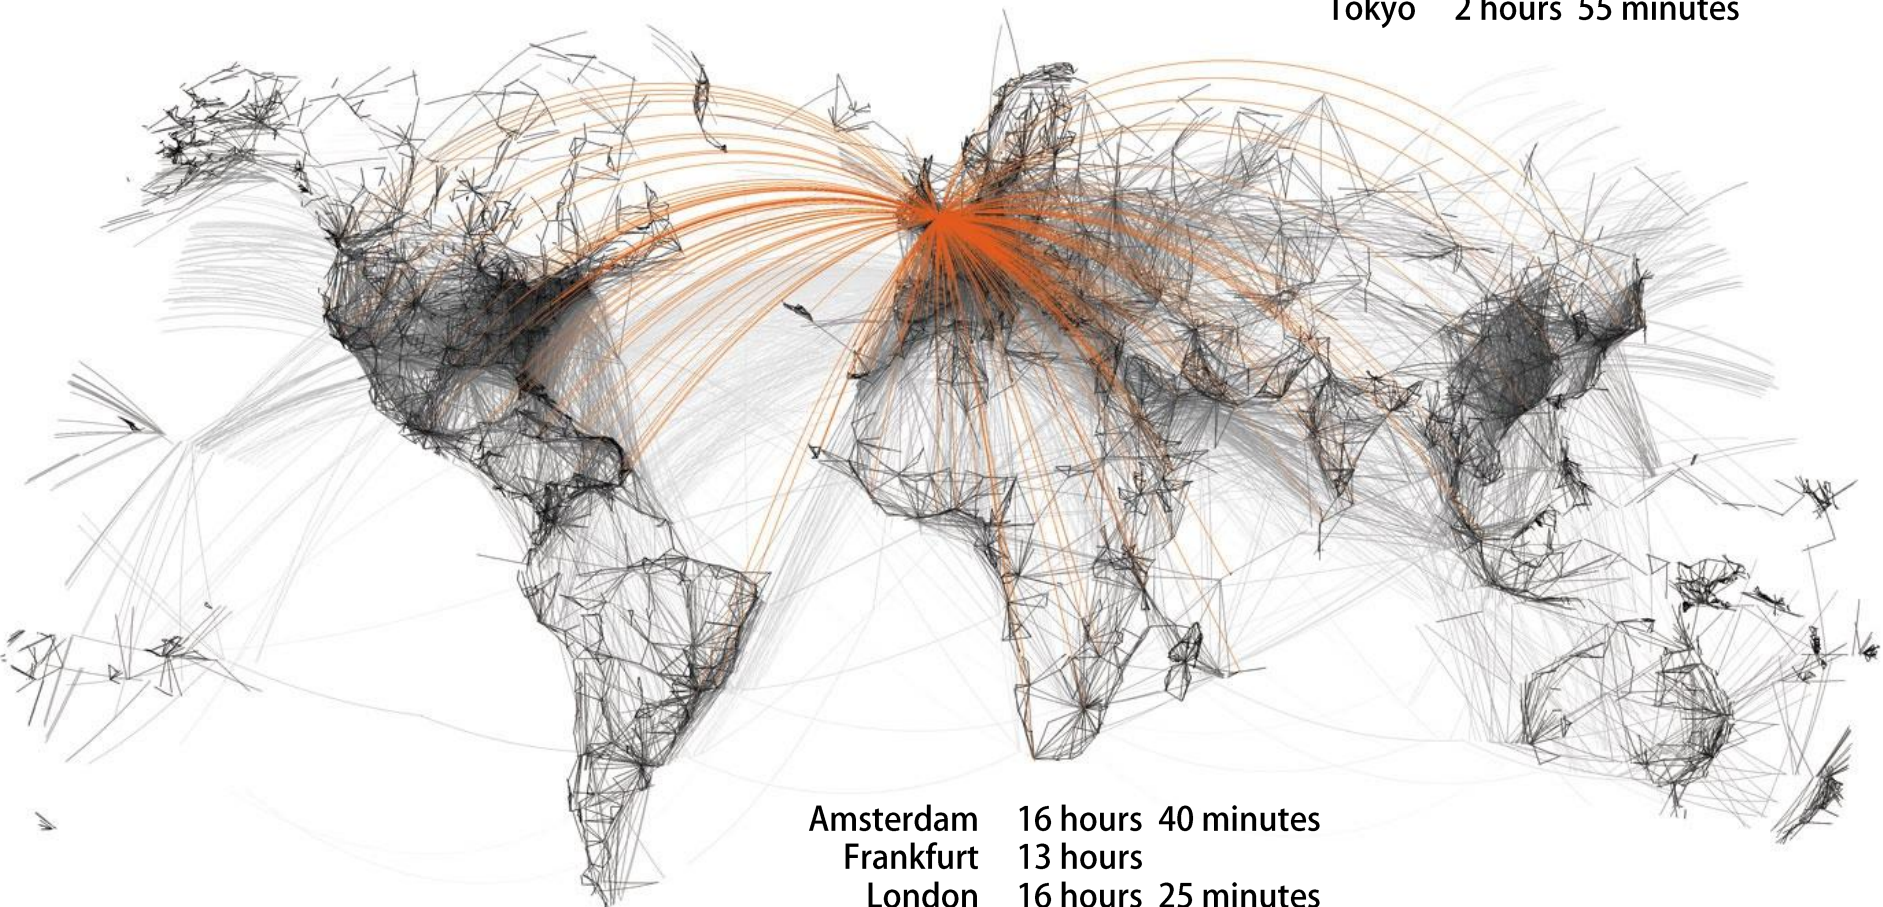 Tokyo 2 hours 55 minutes
Amsterdam 16 hours 40 minutes
Frankfurt 13 hours
London 16 hours 25 minutes